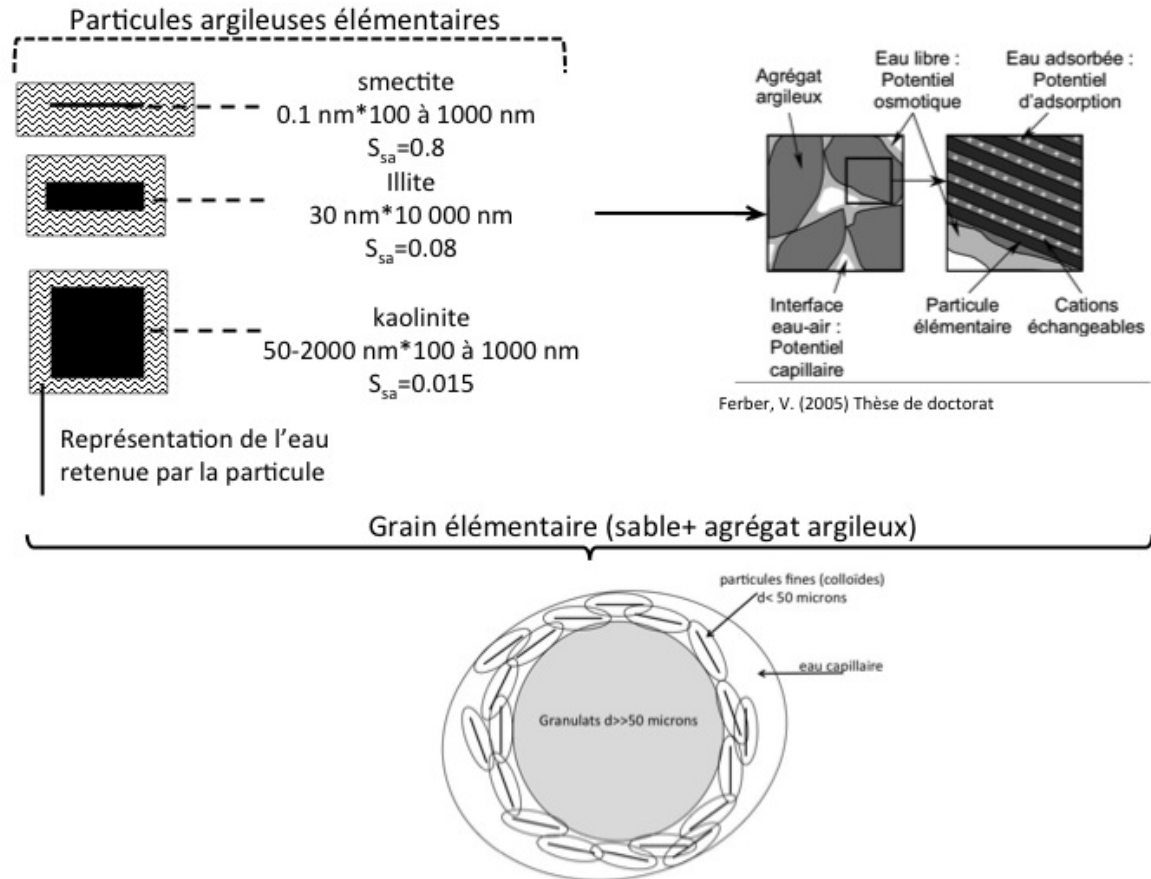 Particules argileuses élémentaires
smectite
0.1 nm*100 à 1000 nm
Ssa=0.8
Illite
30 nm*10 000 nm
Ssa=0.08
kaolinite
50-2000 nm*100 à 1000 nm
Ssa=0.015
Représentation de l'eau
retenue par la particule
Agrégat
argileux
Eau libre :
Potentiel
osmotique
Eau adsorbée :
Potentiel
d'adsorption
Interface
eau-air :
Potentiel
capillaire
Particule
élémentaire
Cations
échangeables
Ferber, V. (2005) Thèse de doctorat
Grain élémentaire (sable+ agrégat argileux)
particules fines (colloïdes)
d< 50 microns
eau capillaire
Granulats d>>50 microns